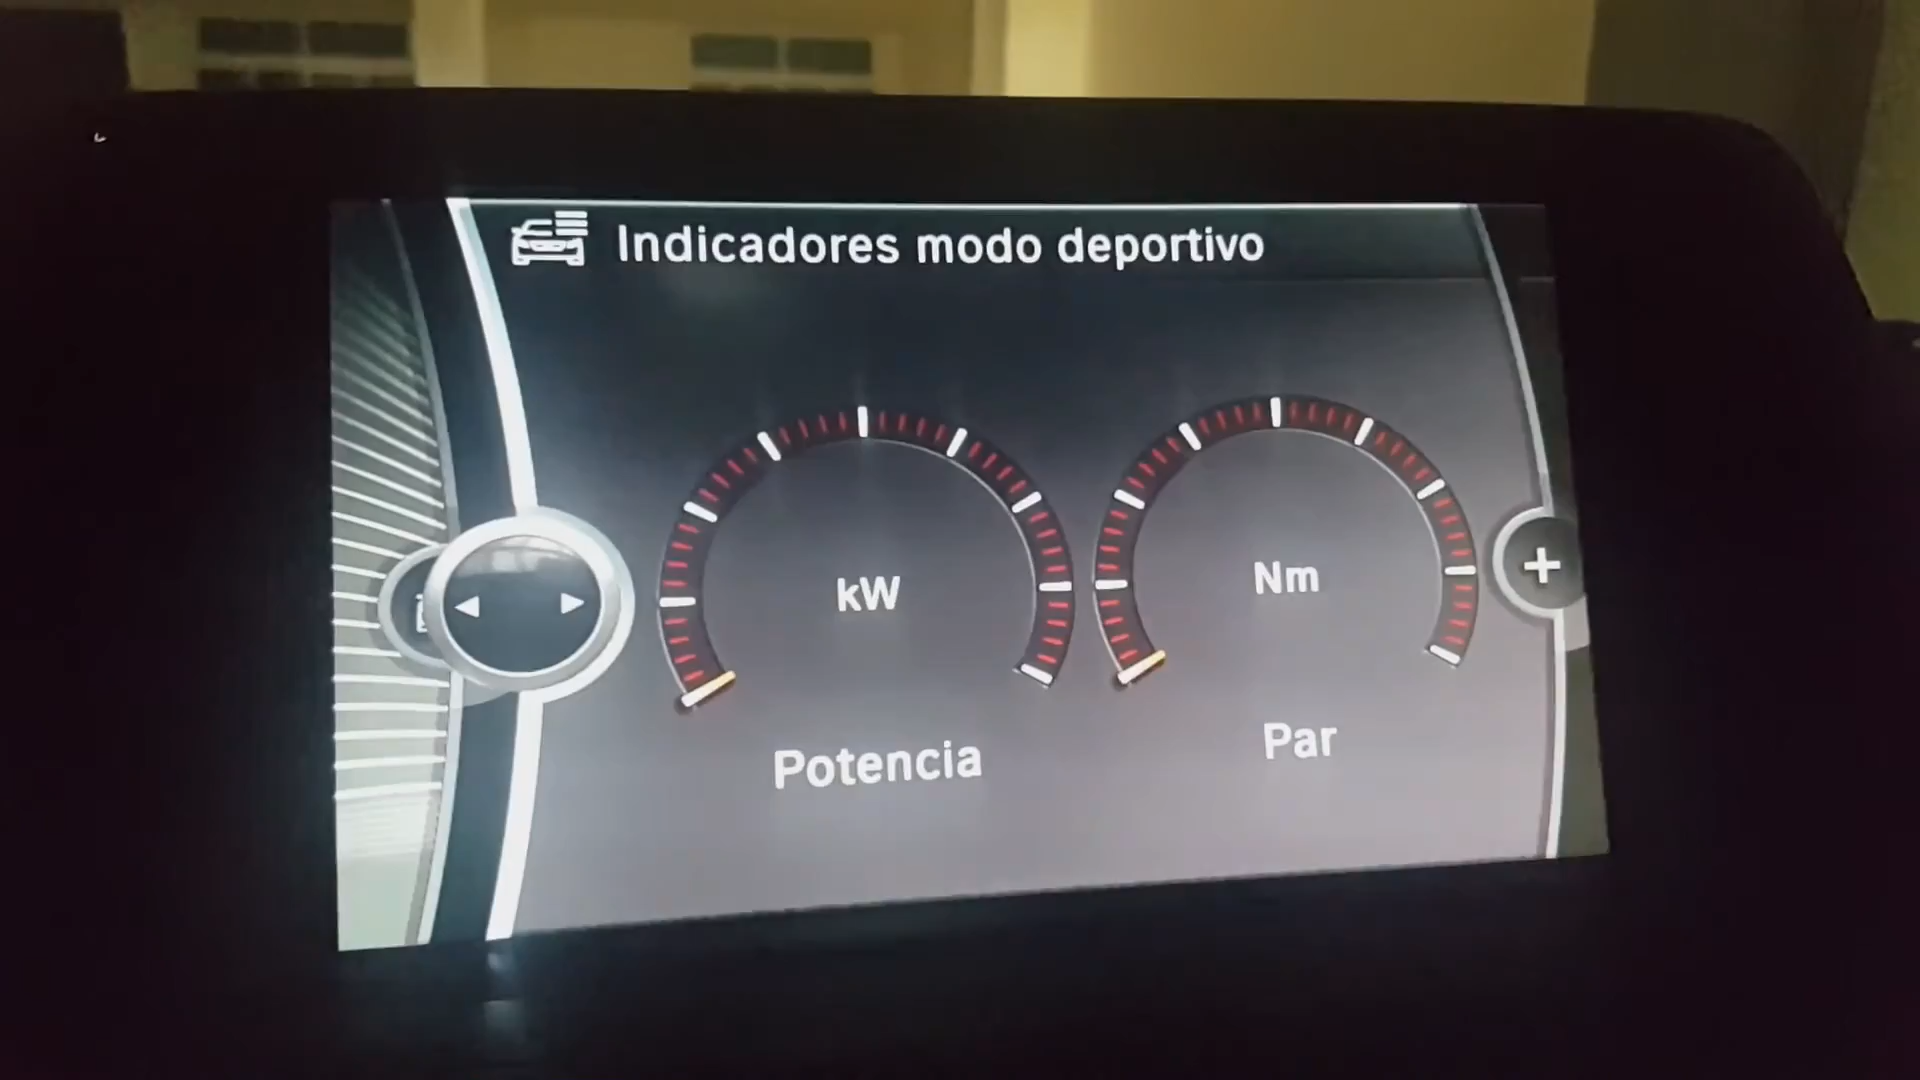 Indicadores modo deportivo
kW
Nm
Potencia
Par